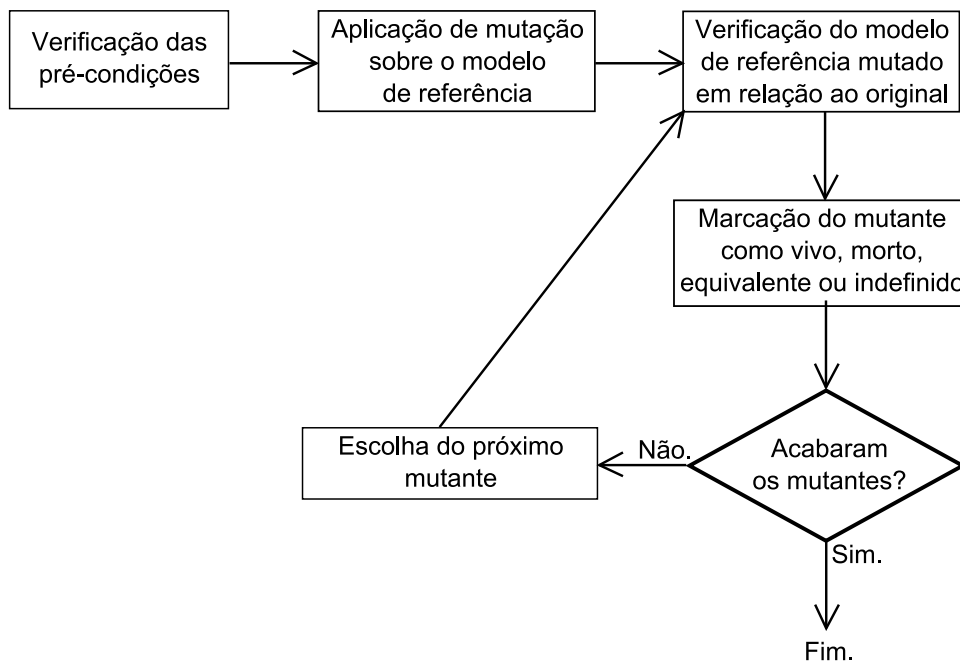 Verificação das
pré-condições
Aplicação de mutação
sobre o modelo
de referência
Verificação do modelo
de referência mutado
em relação ao original
Marcação do mutante
como vivo, morto,
equivalente ou indefinido
Acabaram
os mutantes?
Não.
Escolha do próximo
mutante
Sim.
Fim.